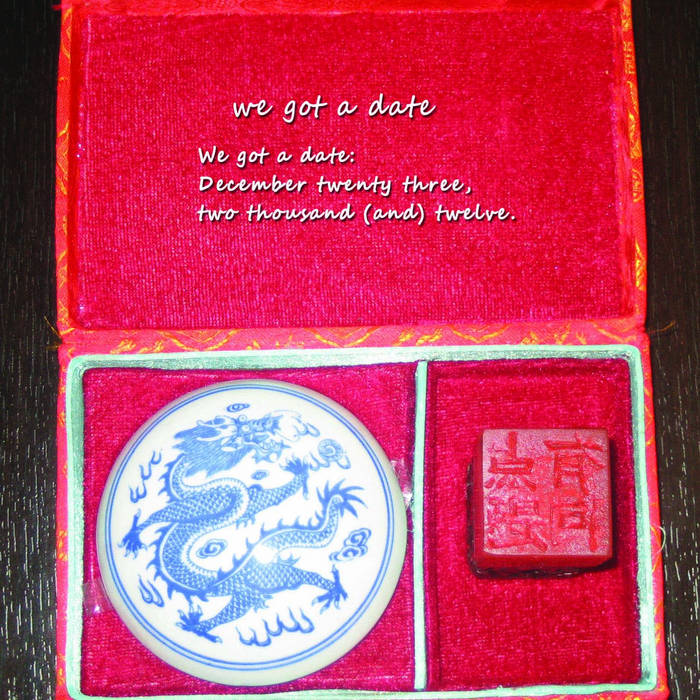 we got a date
We got a date:
December twenty three,
two thousand (and) twelve.